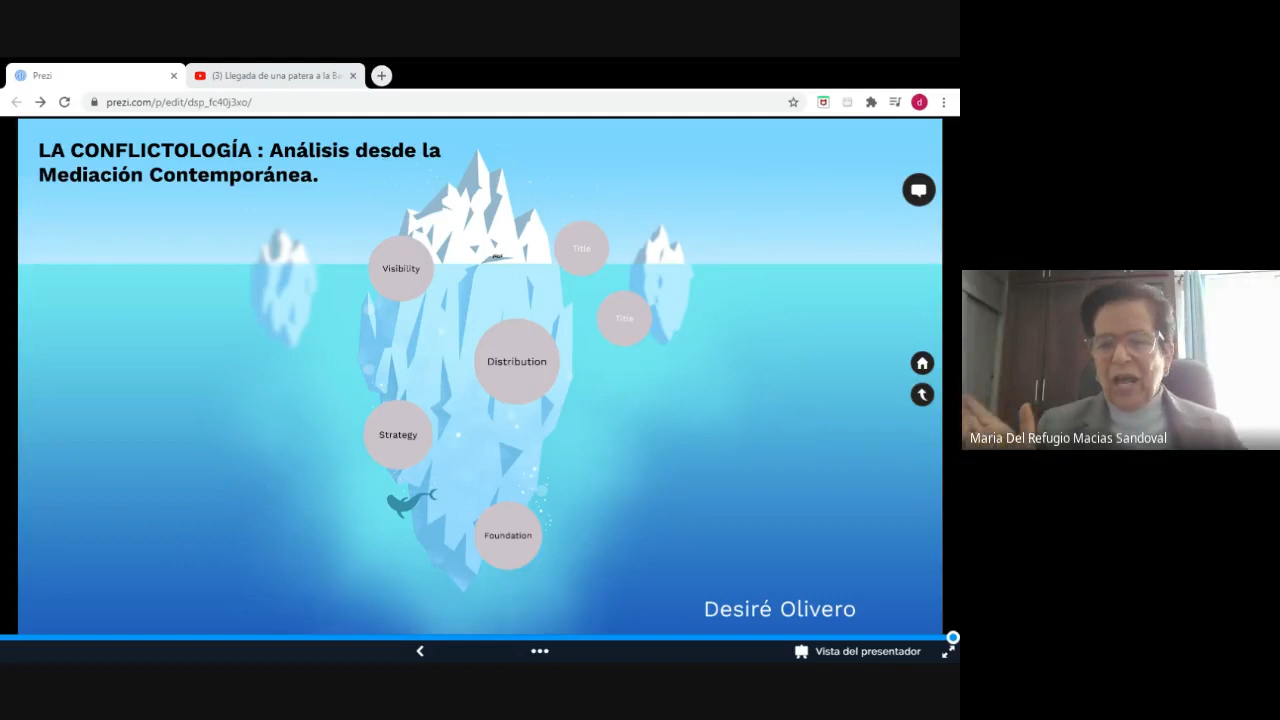 Prezi
(3) Llegada de una patera a la Ba
prezi.com/p/edit/dsp_fc40j3xo/
d
LA CONFLICTOLOGÍA : Análisis desde la
Mediación Contemporánea.
Title
Visibility
Title
Distribution
Strategy
Foundation
Desiré Olivero
Vista del presentador
Maria Del Refugio Macias Sandoval